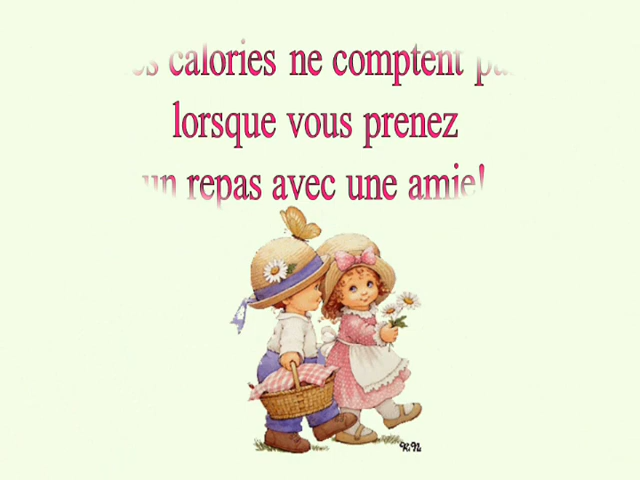 calories ne comptent
lorsque vous prenez
un repas avec une amie!